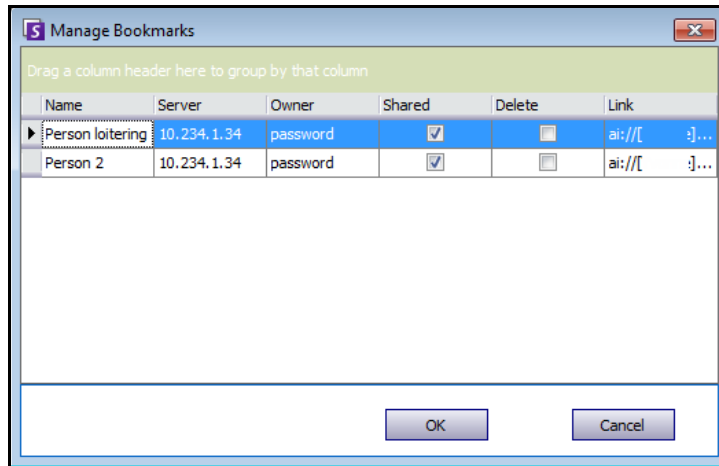 S Manage Bookmarks
Drag a column header here to group by that column
Name Server Owner Shared Delete Link
Person loitering 10.234.1.34 password ai://[ :]...
Person 2 10.234.1.34 password ai://[ :]...
OK Cancel